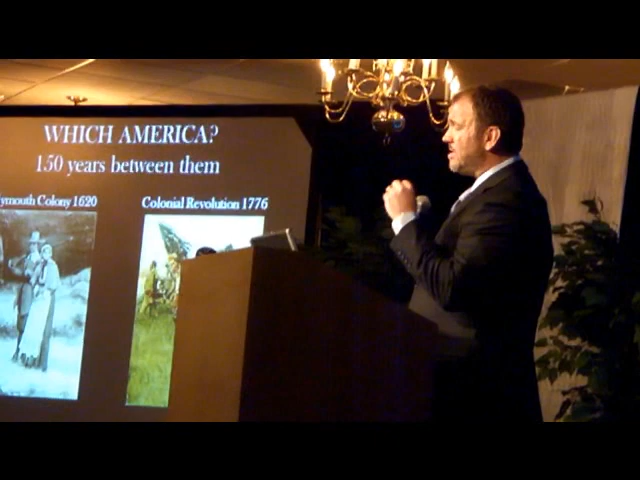 WHICH AMERICA?
150 years between them
ymouth Colony 1620
Colonial Revolution 1776